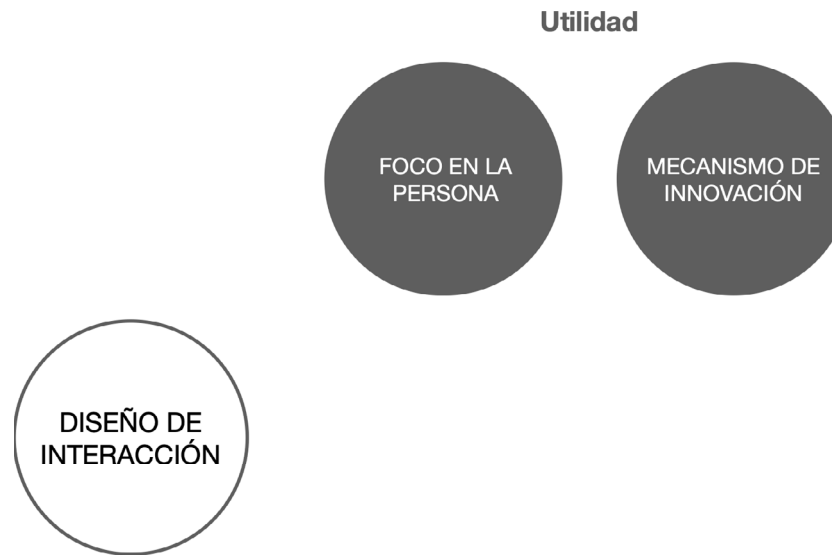 Utilidad
FOCO EN LA
PERSONA
MECANISMO DE
INNOVACIÓN
DISEÑO DE
INTERACCIÓN